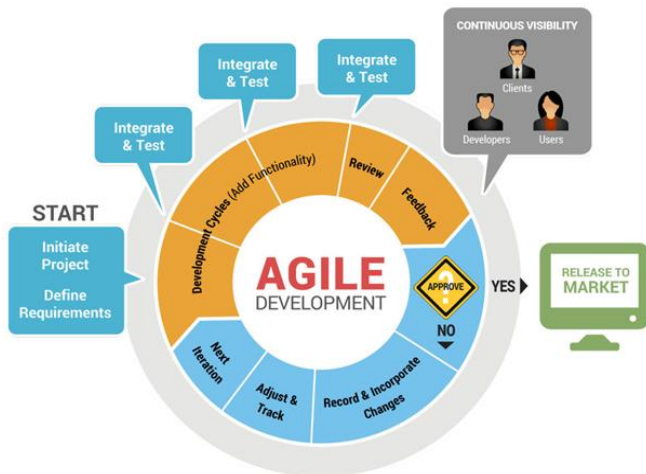 CONTINUOUS VISIBILITY
Clients
Developers
Users
Integrate
& Test
Integrate
& Test
Integrate
& Test
START
Initiate
Project
Define
Requirements
Development Cycles (Add Functionality)
Review
Feedback
AGILE
DEVELOPMENT
?
APPROVE
YES
NO
RELEASE TO
MARKET
Record & Incorporate
Changes
Adjust &
Track
Next
Iteration